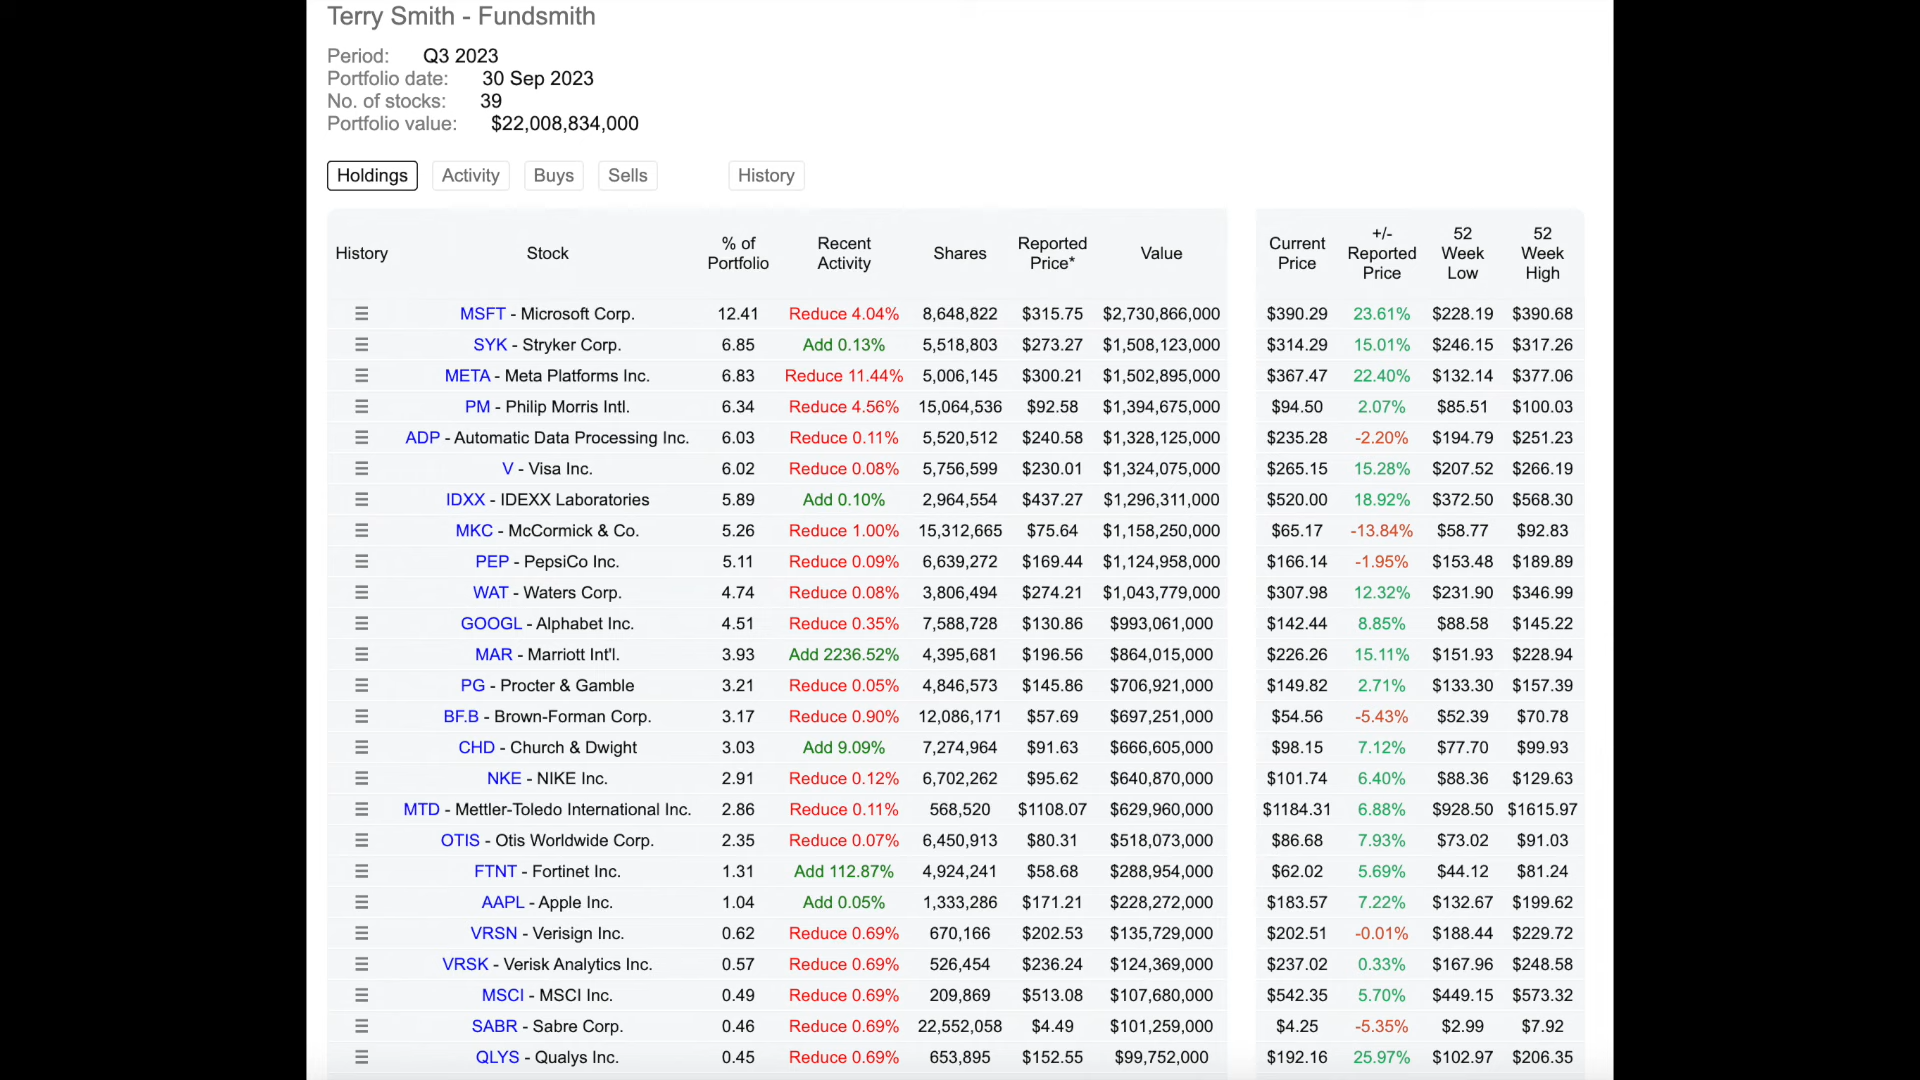 Terry Smith - Fundsmith
Period: Q3 2023
Portfolio date: 30 Sep 2023
No. of stocks: 39
Portfolio value: $22,008,834,000
Holdings Activity Buys Sells History
History Stock % of Portfolio Recent Activity Shares Reported Price* Value Current Price +/- Reported Price 52 Week Low 52 Week High
≡ MSFT - Microsoft Corp. 12.41 Reduce 4.04% 8,648,822 $315.75 $2,730,866,000 $390.29 23.61% $228.19 $390.68
≡ SYK - Stryker Corp. 6.85 Add 0.13% 5,518,803 $273.27 $1,508,123,000 $314.29 15.01% $246.15 $317.26
≡ META - Meta Platforms Inc. 6.83 Reduce 11.44% 5,006,145 $300.21 $1,502,895,000 $367.47 22.40% $132.14 $377.06
≡ PM - Philip Morris Intl. 6.34 Reduce 4.56% 15,064,536 $92.58 $1,394,675,000 $94.50 2.07% $85.51 $100.03
≡ ADP - Automatic Data Processing Inc. 6.03 Reduce 0.11% 5,520,512 $240.58 $1,328,125,000 $235.28 -2.20% $194.79 $251.23
≡ V - Visa Inc. 6.02 Reduce 0.08% 5,756,599 $230.01 $1,324,075,000 $265.15 15.28% $207.52 $266.19
≡ IDXX - IDEXX Laboratories 5.89 Add 0.10% 2,964,554 $437.27 $1,296,311,000 $520.00 18.92% $372.50 $568.30
≡ MKC - McCormick & Co. 5.26 Reduce 1.00% 15,312,665 $75.64 $1,158,250,000 $65.17 -13.84% $58.77 $92.83
≡ PEP - PepsiCo Inc. 5.11 Reduce 0.09% 6,639,272 $169.44 $1,124,958,000 $166.14 -1.95% $153.48 $189.89
≡ WAT - Waters Corp. 4.74 Reduce 0.08% 3,806,494 $274.21 $1,043,779,000 $307.98 12.32% $231.90 $346.99
≡ GOOGL - Alphabet Inc. 4.51 Reduce 0.35% 7,588,728 $130.86 $993,061,000 $142.44 8.85% $88.58 $145.22
≡ MAR - Marriott Int'l. 3.93 Add 2236.52% 4,395,681 $196.56 $864,015,000 $226.26 15.11% $151.93 $228.94
≡ PG - Procter & Gamble 3.21 Reduce 0.05% 4,846,573 $145.86 $706,921,000 $149.82 2.71% $133.30 $157.39
≡ BF.B - Brown-Forman Corp. 3.17 Reduce 0.90% 12,086,171 $57.69 $697,251,000 $54.56 -5.43% $52.39 $70.78
≡ CHD - Church & Dwight 3.03 Add 9.09% 7,274,964 $91.63 $666,605,000 $98.15 7.12% $77.70 $99.93
≡ NKE - NIKE Inc. 2.91 Reduce 0.12% 6,702,262 $95.62 $640,870,000 $101.74 6.40% $88.36 $129.63
≡ MTD - Mettler-Toledo International Inc. 2.86 Reduce 0.11% 568,520 $1108.07 $629,960,000 $1184.31 6.88% $928.50 $1615.97
≡ OTIS - Otis Worldwide Corp. 2.35 Reduce 0.07% 6,450,913 $80.31 $518,073,000 $86.68 7.93% $73.02 $91.03
≡ FTNT - Fortinet Inc. 1.31 Add 112.87% 4,924,241 $58.68 $288,954,000 $62.02 5.69% $44.12 $81.24
≡ AAPL - Apple Inc. 1.04 Add 0.05% 1,333,286 $171.21 $228,272,000 $183.57 7.22% $132.67 $199.62
≡ VRSN - Verisign Inc. 0.62 Reduce 0.69% 670,166 $202.53 $135,729,000 $202.51 -0.01% $188.44 $229.72
≡ VRSK - Verisk Analytics Inc. 0.57 Reduce 0.69% 526,454 $236.24 $124,369,000 $237.02 0.33% $167.96 $248.58
≡ MSCI - MSCI Inc. 0.49 Reduce 0.69% 209,869 $513.08 $107,680,000 $542.35 5.70% $449.15 $573.32
≡ SABR - Sabre Corp. 0.46 Reduce 0.69% 22,552,058 $4.49 $101,259,000 $4.25 -5.35% $2.99 $7.92
≡ QLYS - Qualys Inc. 0.45 Reduce 0.69% 653,895 $152.55 $99,752,000 $192.16 25.97% $102.97 $206.35